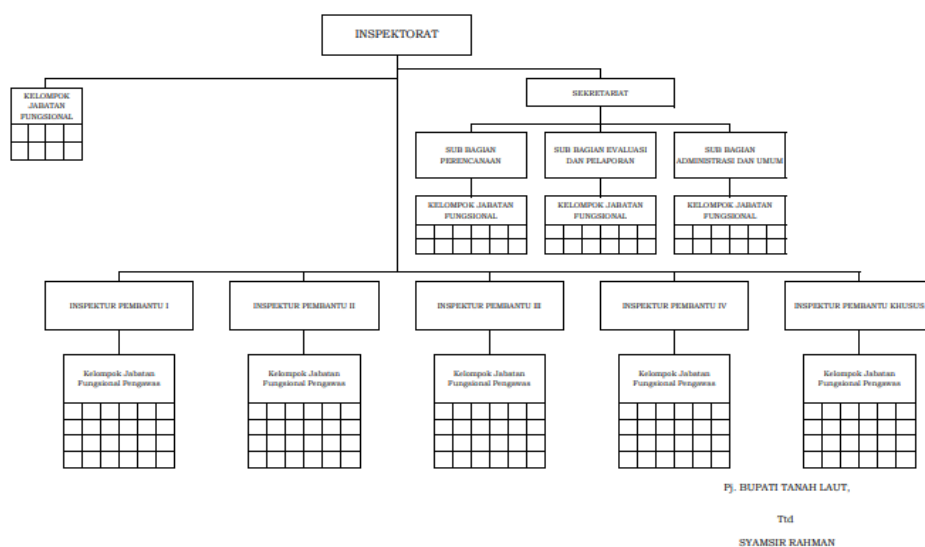 INSPEKTORAT
KELOMPOK
JABATAN
FUNGSIONAL
SEKRETARIAT
SUB BAGIAN
PERENCANAAN
SUB BAGIAN EVALUASI
DAN PELAPORAN
SUB BAGIAN
ADMINISTRASI DAN UMUM
KELOMPOK JABATAN
FUNGSIONAL
KELOMPOK JABATAN
FUNGSIONAL
KELOMPOK JABATAN
FUNGSIONAL
INSPEKTUR PEMBANTU I
INSPEKTUR PEMBANTU II
INSPEKTUR PEMBANTU III
INSPEKTUR PEMBANTU IV
INSPEKTUR PEMBANTU KHUSUS
Kelompok Jabatan
Fungsional Pengawas
Kelompok Jabatan
Fungsional Pengawas
Kelompok Jabatan
Fungsional Pengawas
Kelompok Jabatan
Fungsional Pengawas
Kelompok Jabatan
Fungsional Pengawas
Pj. BUPATI TANAH LAUT,
Ttd
SYAMSIR RAHMAN